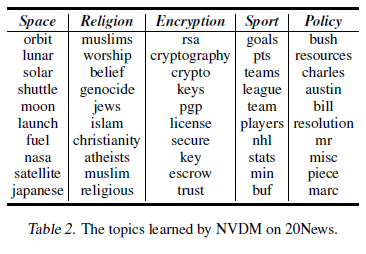 Space Religion Encryption Sport Policy
orbit muslims rsa goals bush
lunar worship cryptography pts resources
solar belief crypto teams charles
shuttle genocide keys league austin
moon jews pgp team bill
launch islam license players resolution
fuel christianity secure nhl mr
nasa atheists key stats misc
satellite muslim escrow min piece
japanese religious trust buf marc
Table 2. The topics learned by NVDM on 20News.